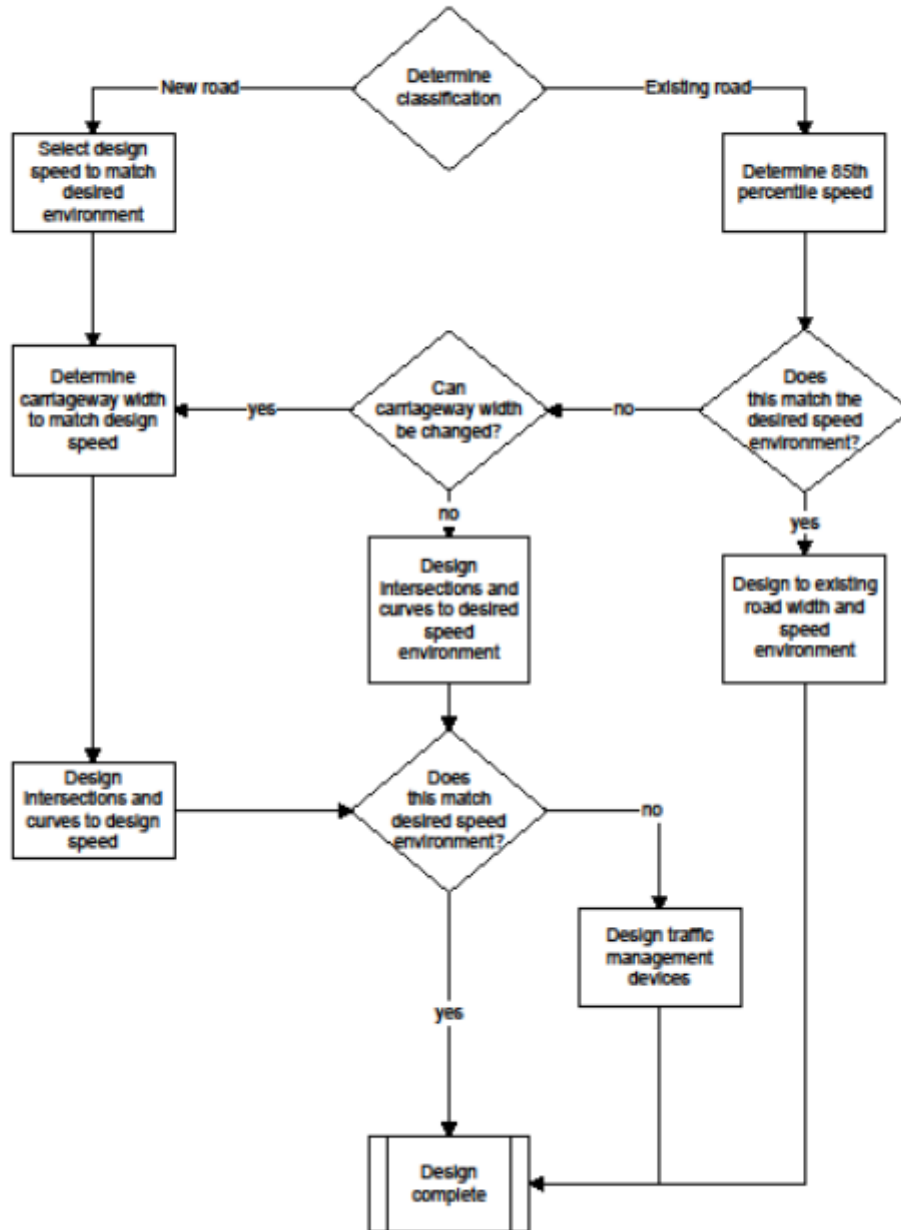 Determine
classification
New road
Existing road
Select design
speed to match
desired
environment
Determine 85th
percentile speed
Determine
carriageway width
to match design
speed
yes
Can
carriageway width
be changed?
no
Does
this match the
desired speed
environment?
no
yes
Design
intersections and
curves to desired
speed
environment
Design to existing
road width and
speed
environment
Design
intersections and
curves to design
speed
Does
this match
desired speed
environment?
no
Design traffic
management
devices
yes
Design
complete